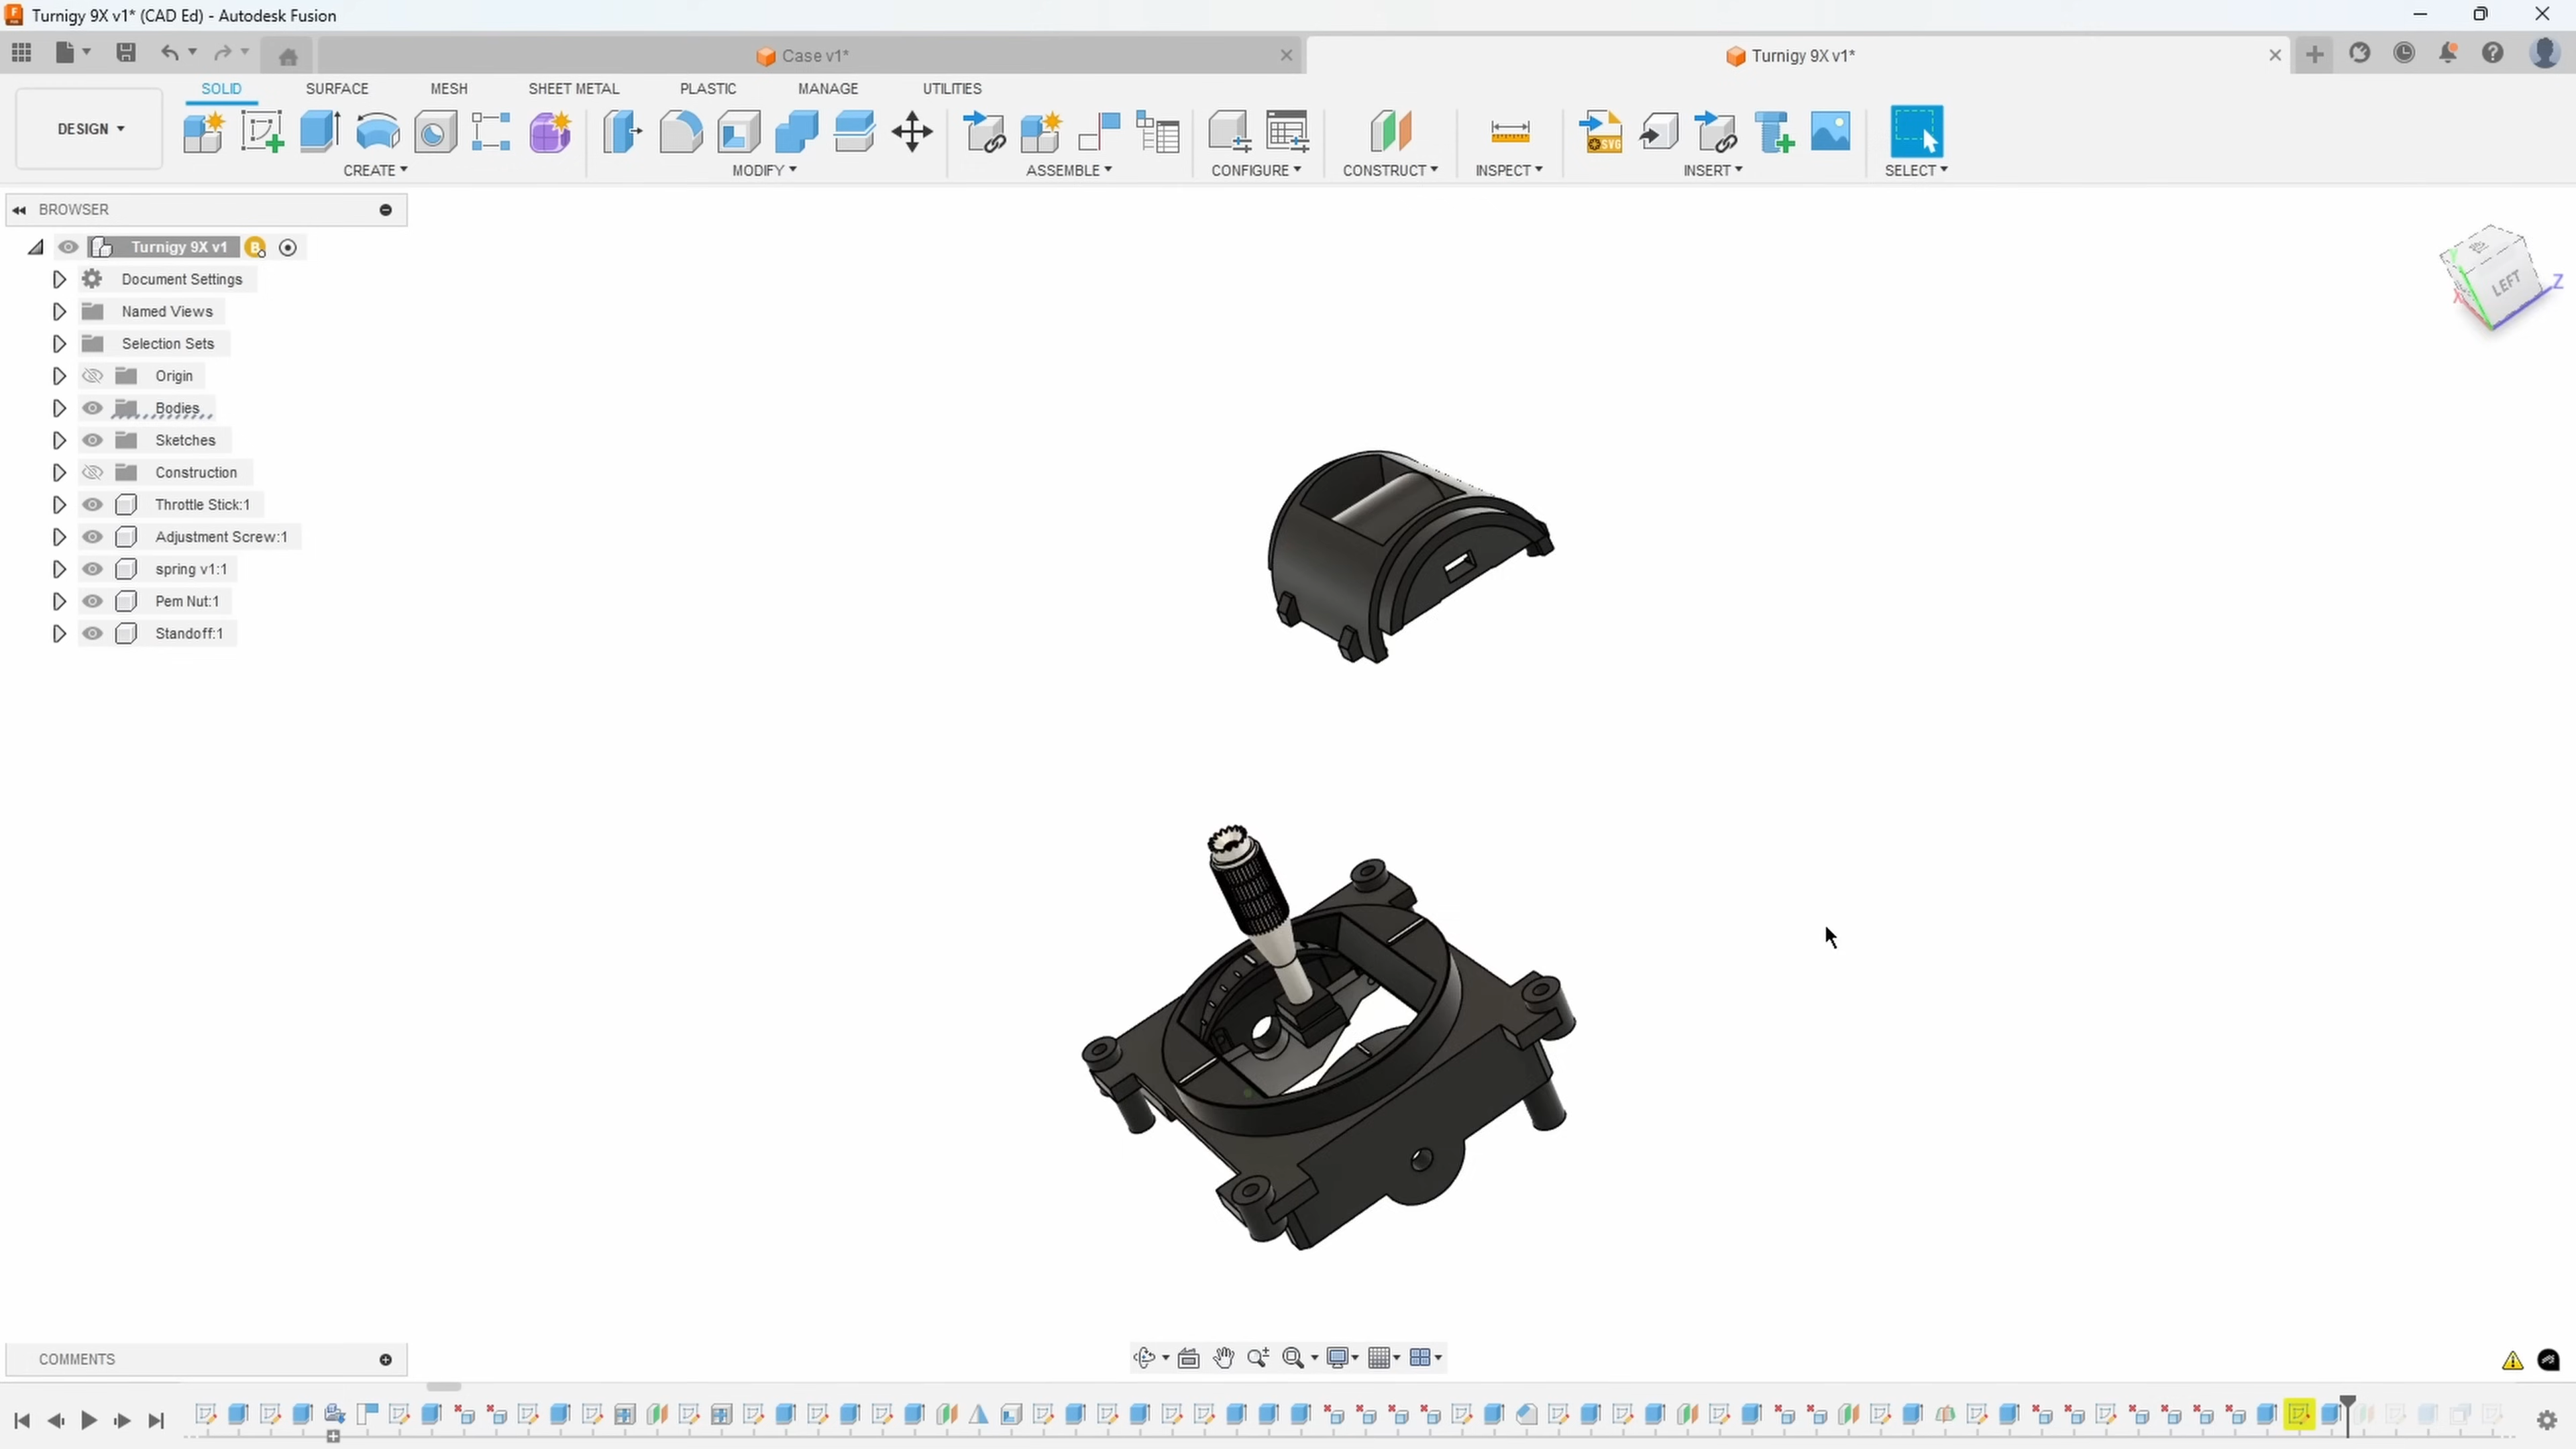 Turnigy 9X v1* (CAD Ed) - Autodesk Fusion
Case v1*
Turnigy 9X v1*
SOLID SURFACE MESH SHEET METAL PLASTIC MANAGE UTILITIES
DESIGN
CREATE MODIFY ASSEMBLE CONFIGURE CONSTRUCT INSPECT INSERT SELECT
SVG
BROWSER
Turnigy 9X v1 B
Document Settings
Named Views
Selection Sets
Origin
Bodies
Sketches
Construction
Throttle Stick:1
Adjustment Screw:1
spring v1:1
Pem Nut:1
Standoff:1
Y
LEFT
Z
X
COMMENTS